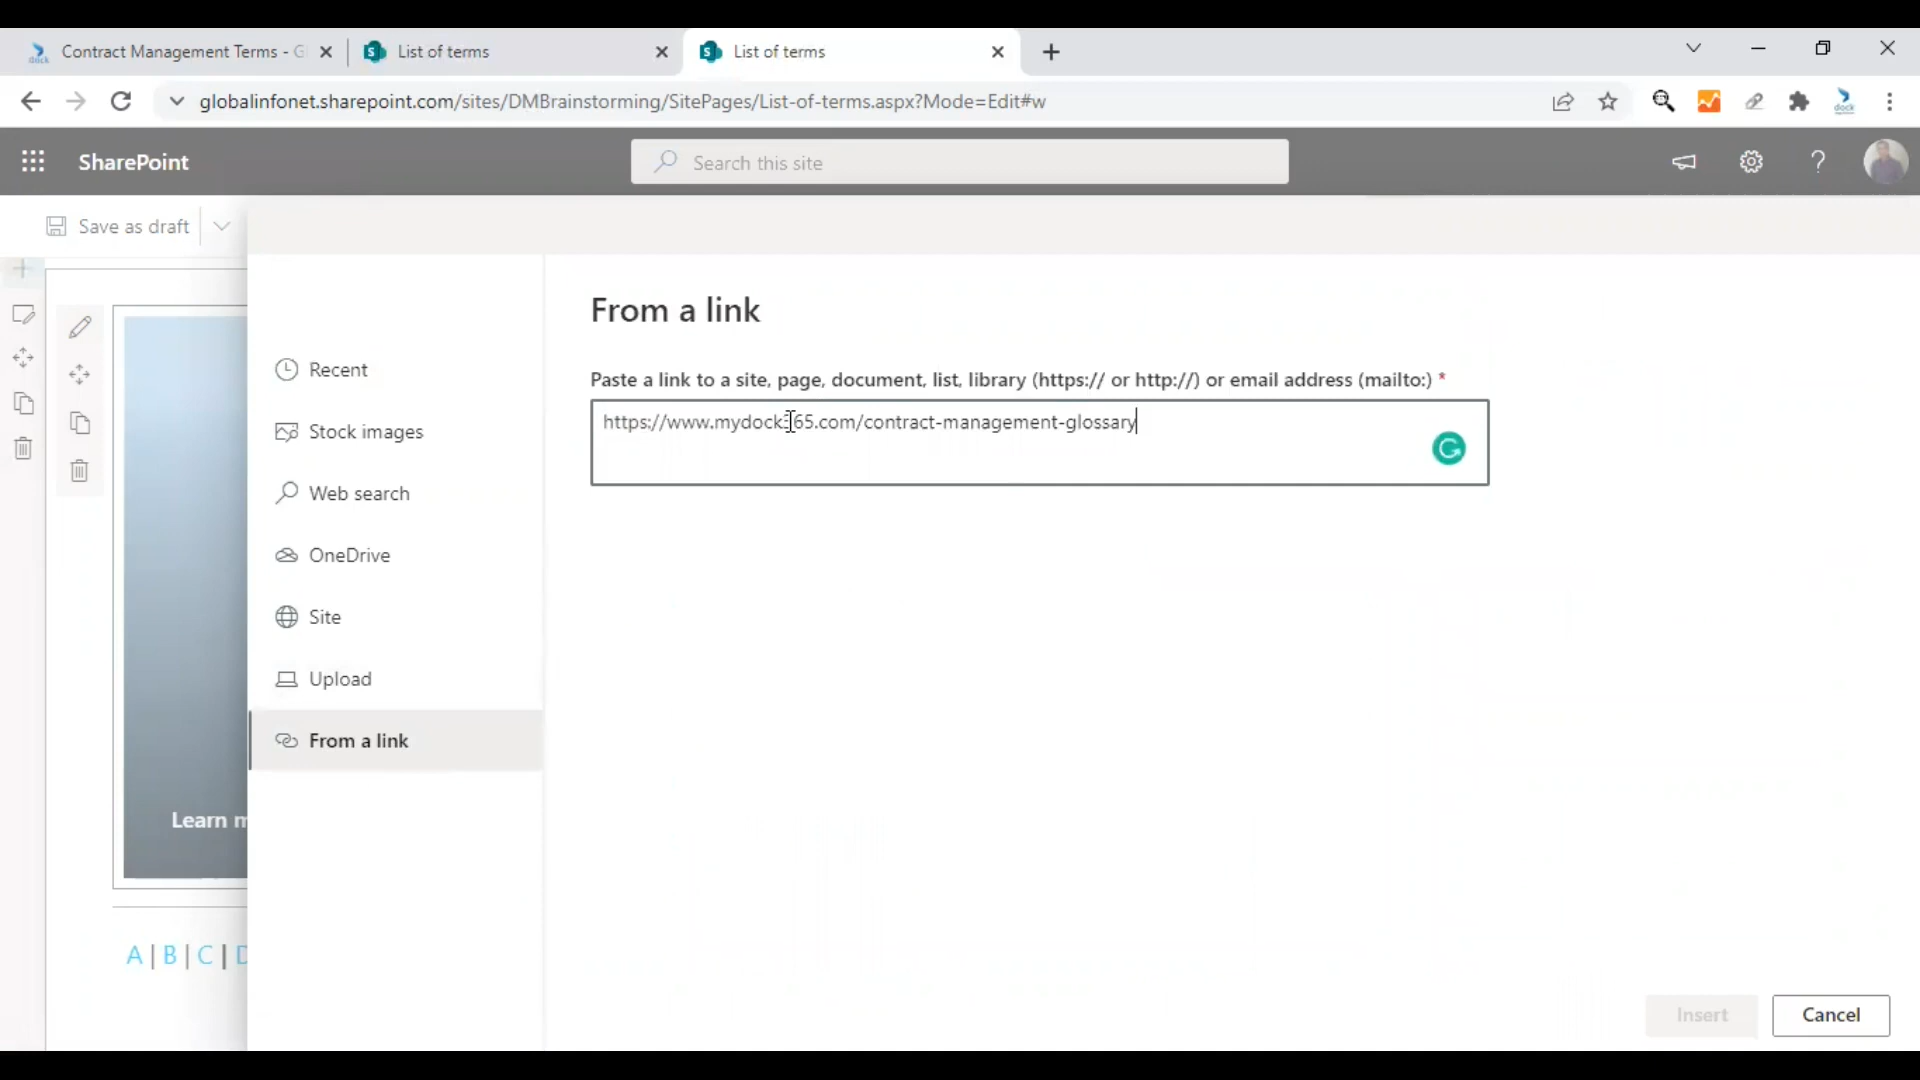 Contract Management Terms - G
List of terms
List of terms
globalinfonet.sharepoint.com/sites/DMBrainstorming/SitePages/List-of-terms.aspx?Mode=Edit#w
dock
SharePoint
Search this site
Save as draft
From a link
Recent
Paste a link to a site, page, document, list, library (https:// or http://) or email address (mailto:) *
https://www.mydock365.com/contract-management-glossary
Stock images
Web search
OneDrive
Site
Upload
From a link
Learn m
A | B | C | D
Insert
Cancel